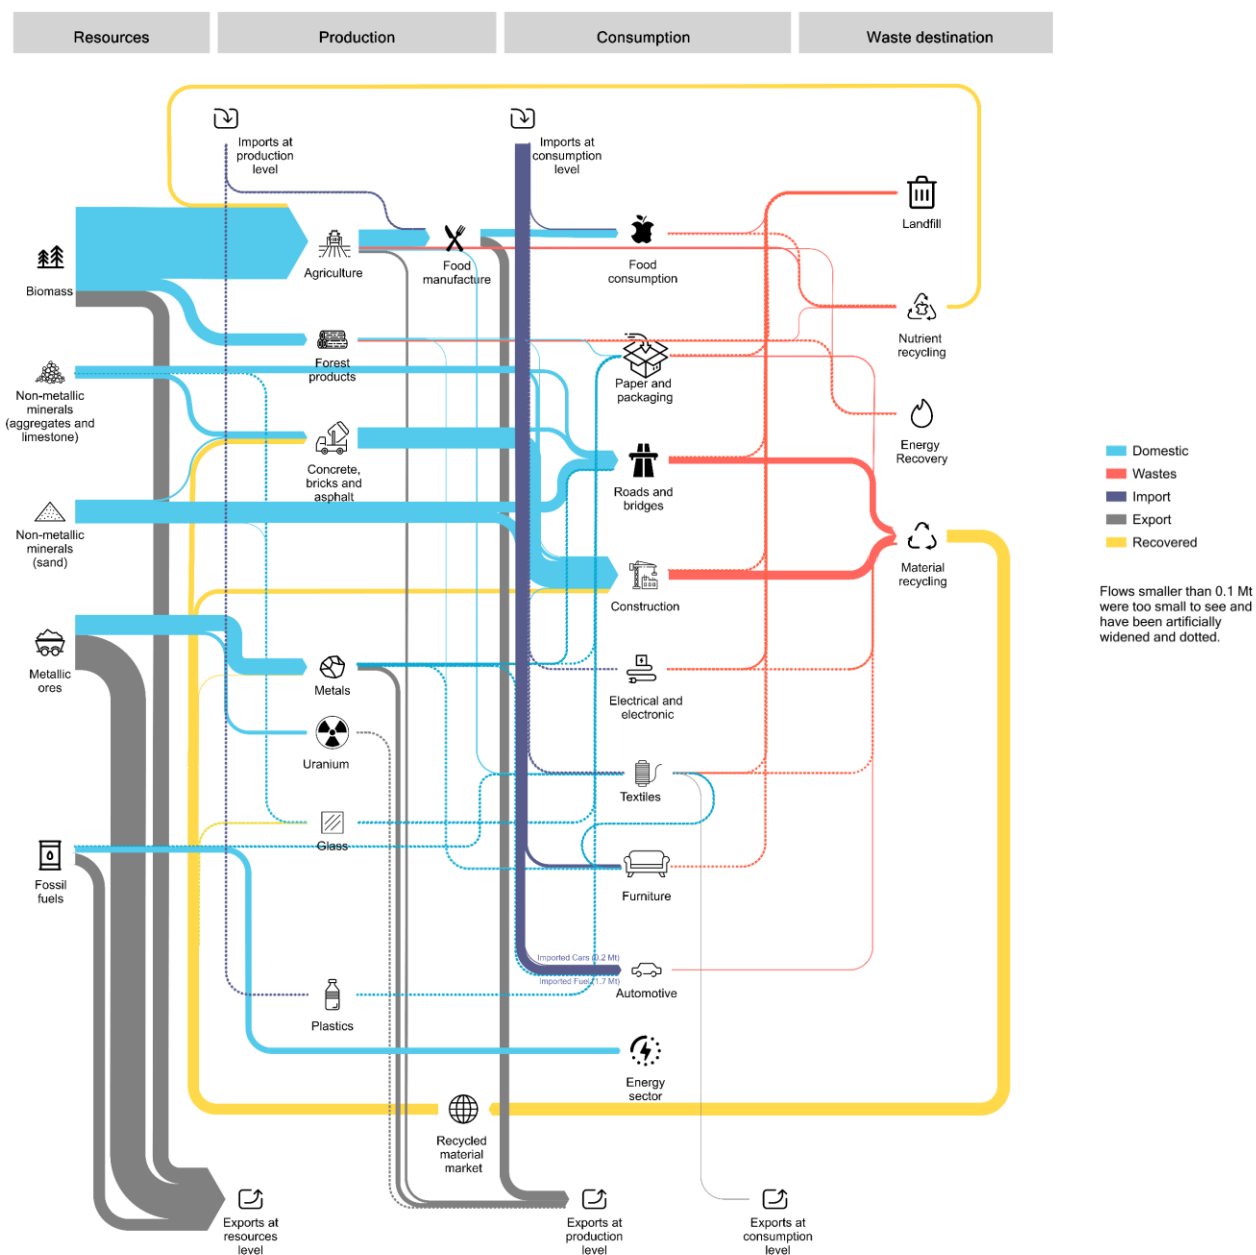 Resources
Production
Consumption
Waste destination
Imports at
production
level
Imports at
consumption
level
Landfill
Biomass
Agriculture
Food
manufacture
Food
consumption
Nutrient
recycling
Forest
products
Paper and
packaging
Non-metallic
minerals
(aggregates and
limestone)
Energy
Recovery
Concrete,
bricks and
asphalt
Roads and
bridges
Non-metallic
minerals
(sand)
Material
recycling
Construction
Metallic
ores
Metals
Electrical and
electronic
Uranium
Textiles
Glass
Fossil
fuels
Furniture
Imported Cars (0.2 Mt)
Imported Fuel (1.7 Mt)
Automotive
Plastics
Energy
sector
Recycled
material
market
Exports at
resources
level
Exports at
production
level
Exports at
consumption
level
Domestic
Wastes
Import
Export
Recovered
Flows smaller than 0.1 Mt
were too small to see and
have been artificially
widened and dotted.